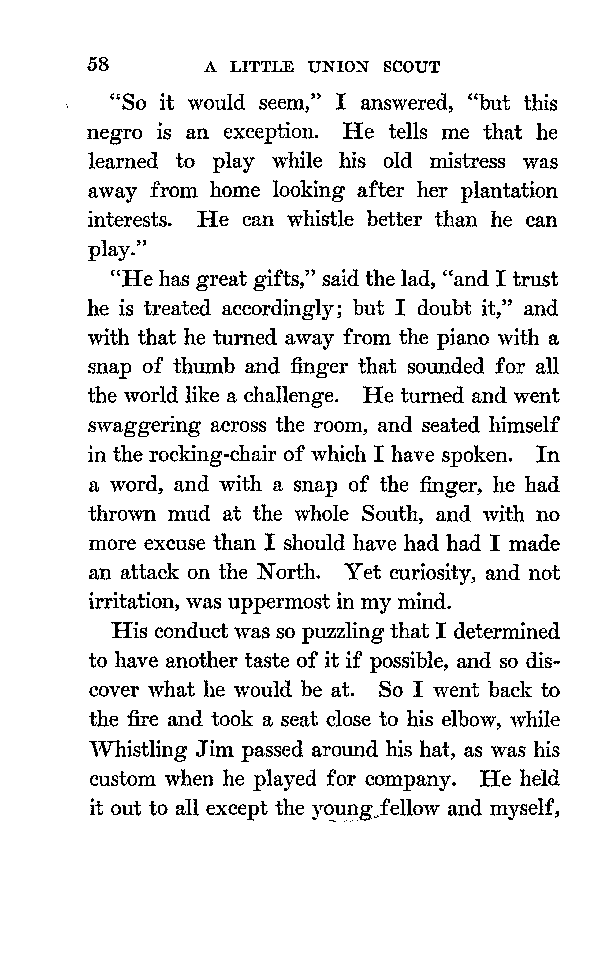 58 A LITTLE UNION SCOUT
“So it would seem,” I answered, “but this
negro is an exception. He tells me that he
learned to play while his old mistress was
away from home looking after her plantation
interests. He can whistle better than he can
play.”
“He has great gifts,” said the lad, “and I trust
he is treated accordingly; but I doubt it,” and
with that he turned away from the piano with a
snap of thumb and finger that sounded for all
the world like a challenge. He turned and went
swaggering across the room, and seated himself
in the rocking-chair of which I have spoken. In
a word, and with a snap of the finger, he had
thrown mud at the whole South, and with no
more excuse than I should have had had I made
an attack on the North. Yet curiosity, and not
irritation, was uppermost in my mind.
His conduct was so puzzling that I determined
to have another taste of it if possible, and so dis-
cover what he would be at. So I went back to
the fire and took a seat close to his elbow, while
Whistling Jim passed around his hat, as was his
custom when he played for company. He held
it out to all except the young fellow and myself,